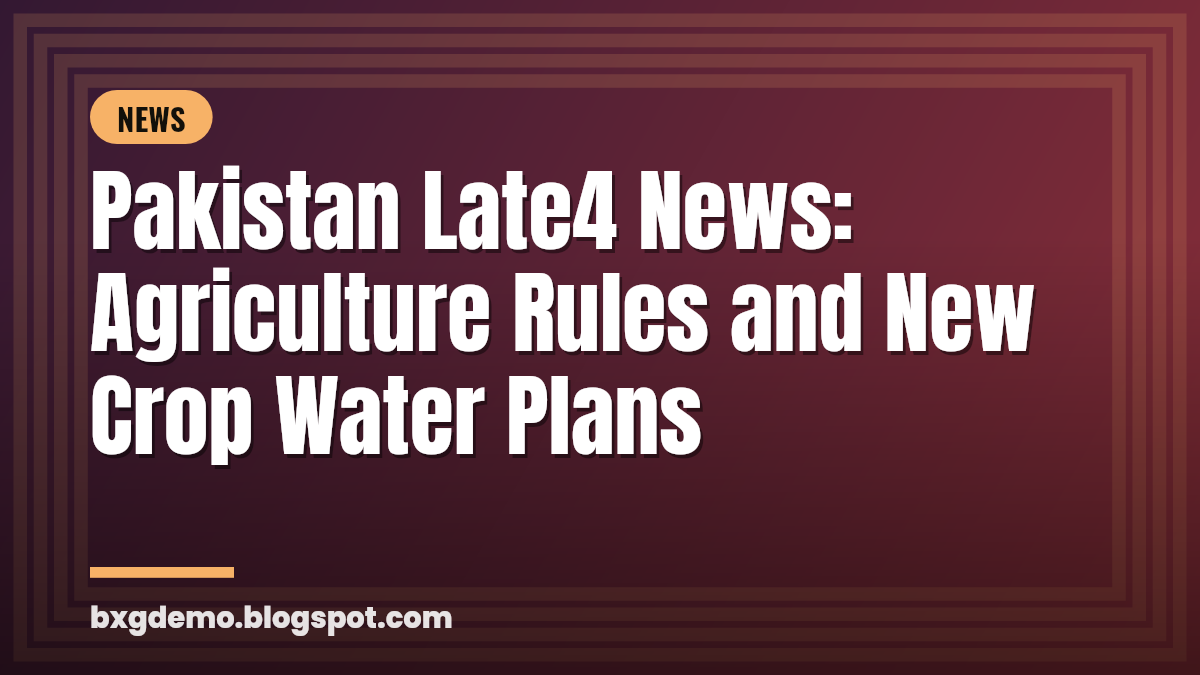 NEWS
Pakistan Late4 News:
Agriculture Rules and New
Crop Water Plans
bxgdemo.blogspot.com